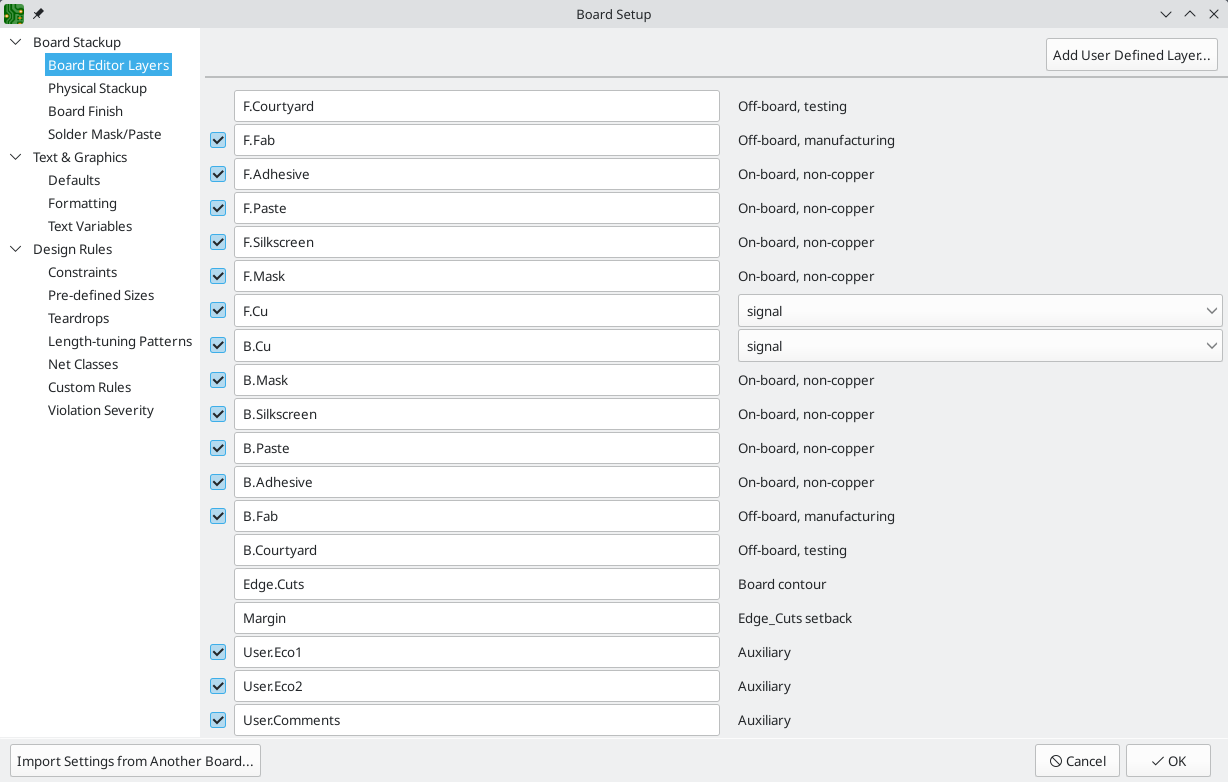 Board Setup
Board Stackup
Board Editor Layers
Physical Stackup
Board Finish
Solder Mask/Paste
Text & Graphics
Defaults
Formatting
Text Variables
Design Rules
Constraints
Pre-defined Sizes
Teardrops
Length-tuning Patterns
Net Classes
Custom Rules
Violation Severity
Add User Defined Layer...
F.Courtyard Off-board, testing
F.Fab Off-board, manufacturing
F.Adhesive On-board, non-copper
F.Paste On-board, non-copper
F.Silkscreen On-board, non-copper
F.Mask On-board, non-copper
F.Cu signal
B.Cu signal
B.Mask On-board, non-copper
B.Silkscreen On-board, non-copper
B.Paste On-board, non-copper
B.Adhesive On-board, non-copper
B.Fab Off-board, manufacturing
B.Courtyard Off-board, testing
Edge.Cuts Board contour
Margin Edge_Cuts setback
User.Eco1 Auxiliary
User.Eco2 Auxiliary
User.Comments Auxiliary
Import Settings from Another Board... Cancel OK